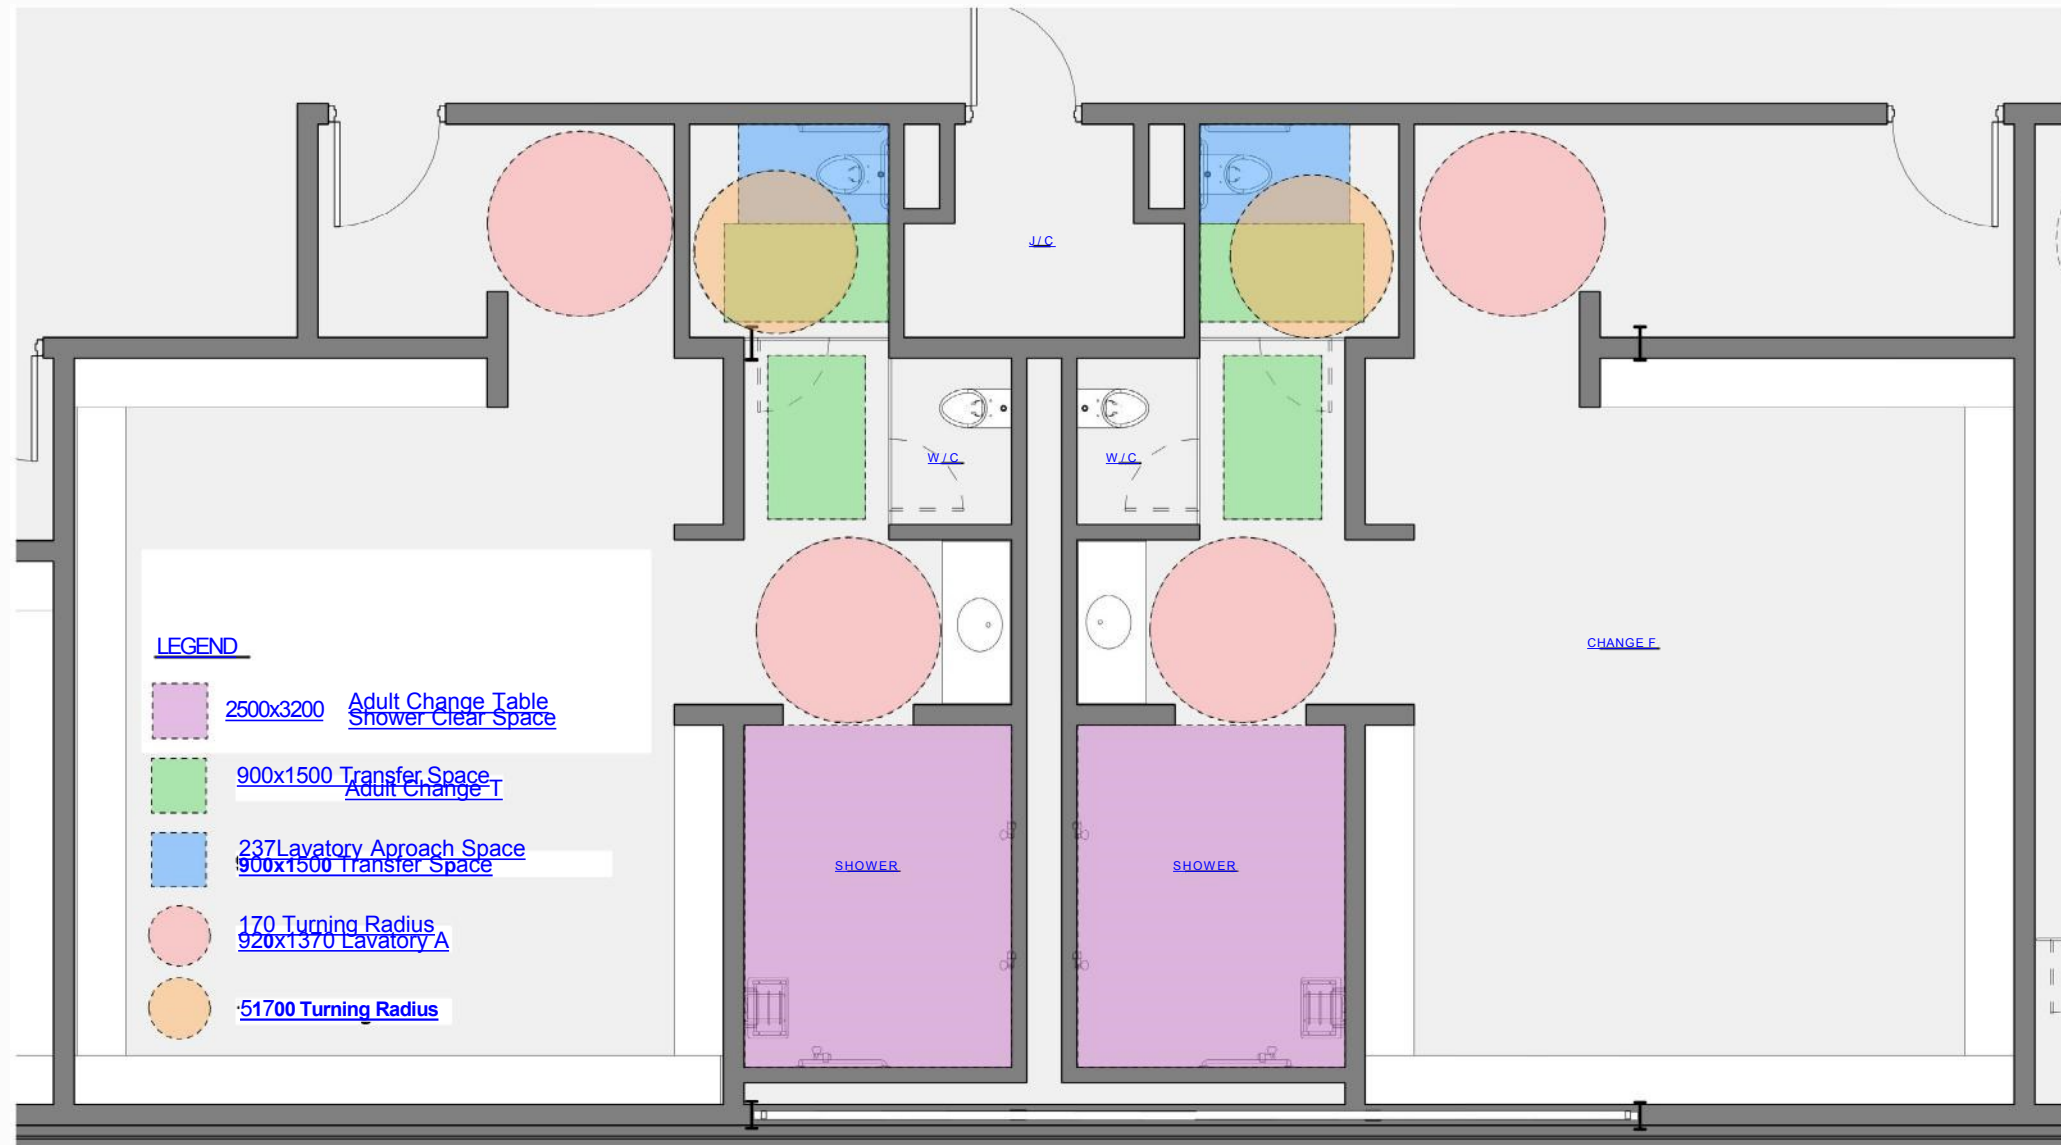 J/C
W/C
W/C
CHANGE F
LEGEND
2500x3200 Adult Change Table
Shower Clear Space
900x1500 Transfer Space
Adult Change T
237Lavatory Aproach Space
900x1500 Transfer Space
SHOWER
SHOWER
170 Turning Radius
920x1370 Lavatory A
51700 Turning Radius